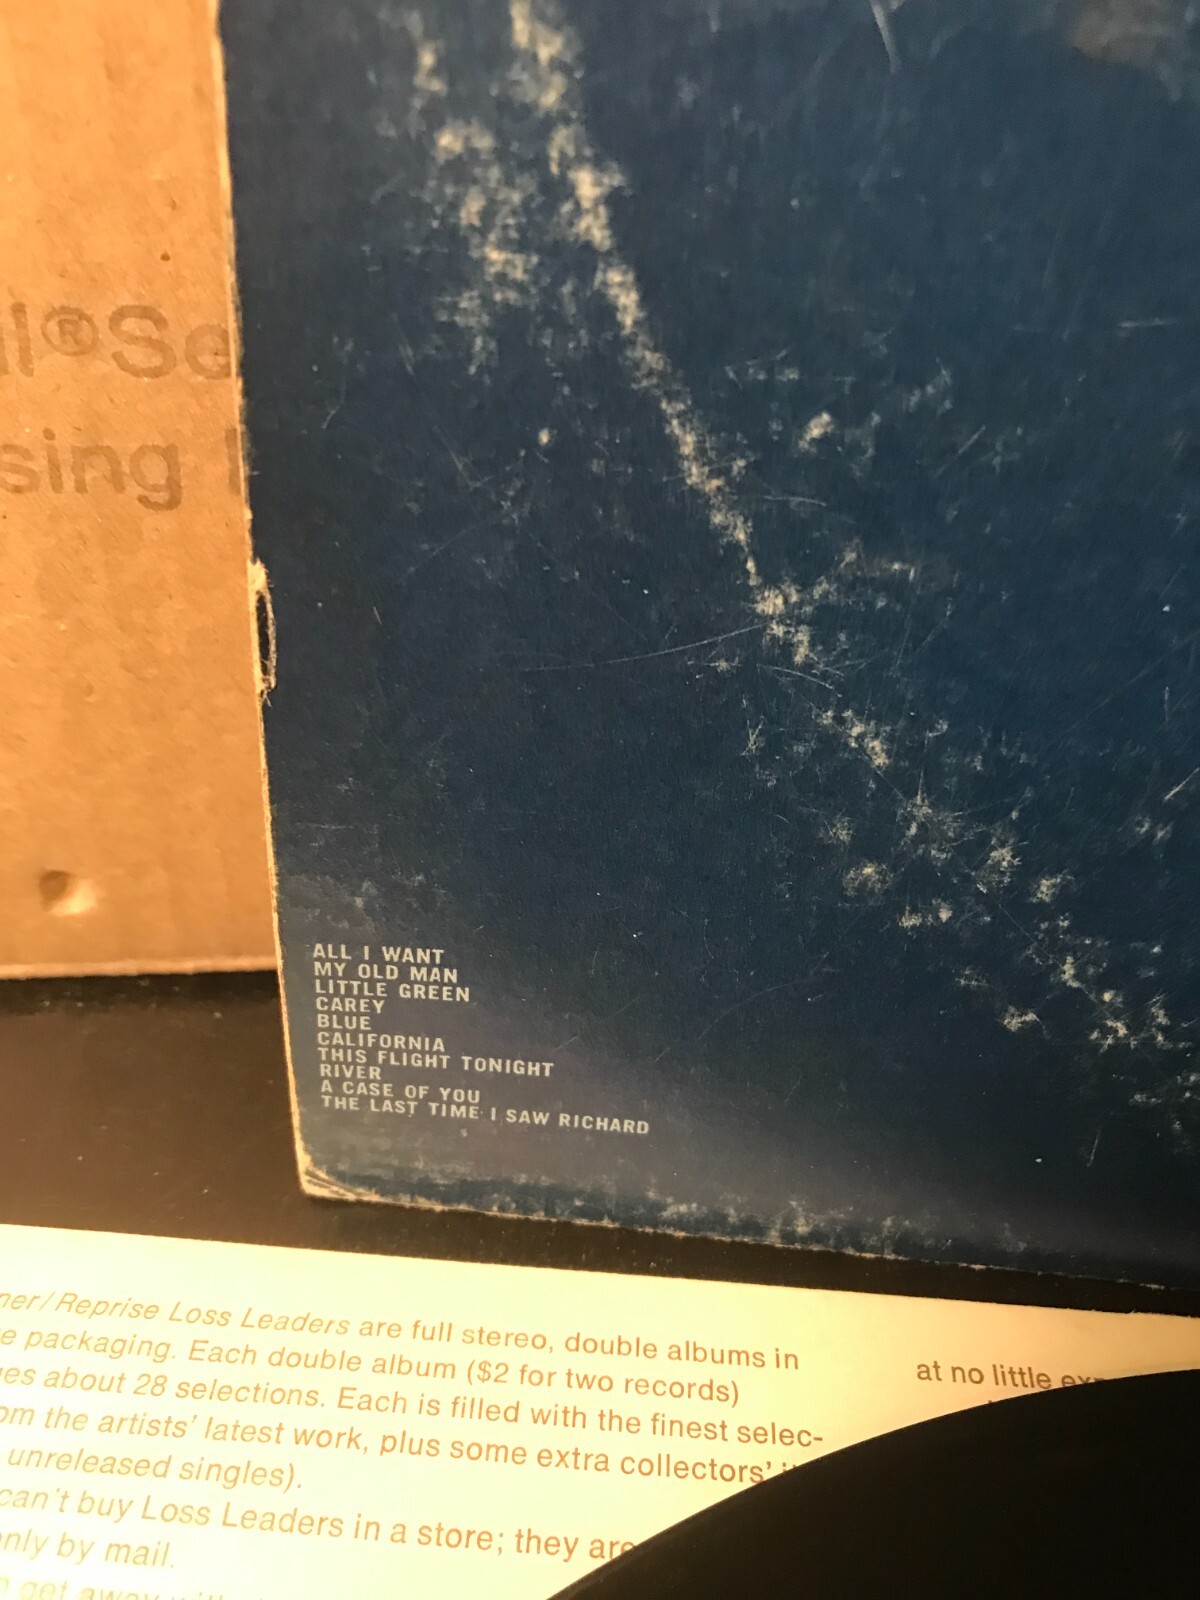 l®Se
sing
ALL I WANT
MY OLD MAN
LITTLE GREEN
CAREY
BLUE
CALIFORNIA
THIS FLIGHT TONIGHT
RIVER
A CASE OF YOU
THE LAST TIME I SAW RICHARD
ner/Reprise Loss Leaders are full stereo, double albums in
e packaging. Each double album ($2 for two records)
es about 28 selections. Each is filled with the finest selec-
om the artists' latest work, plus some extra collectors'
unreleased singles).
can't buy Loss Leaders in a store; they are
nly by mail.
get away
at no little